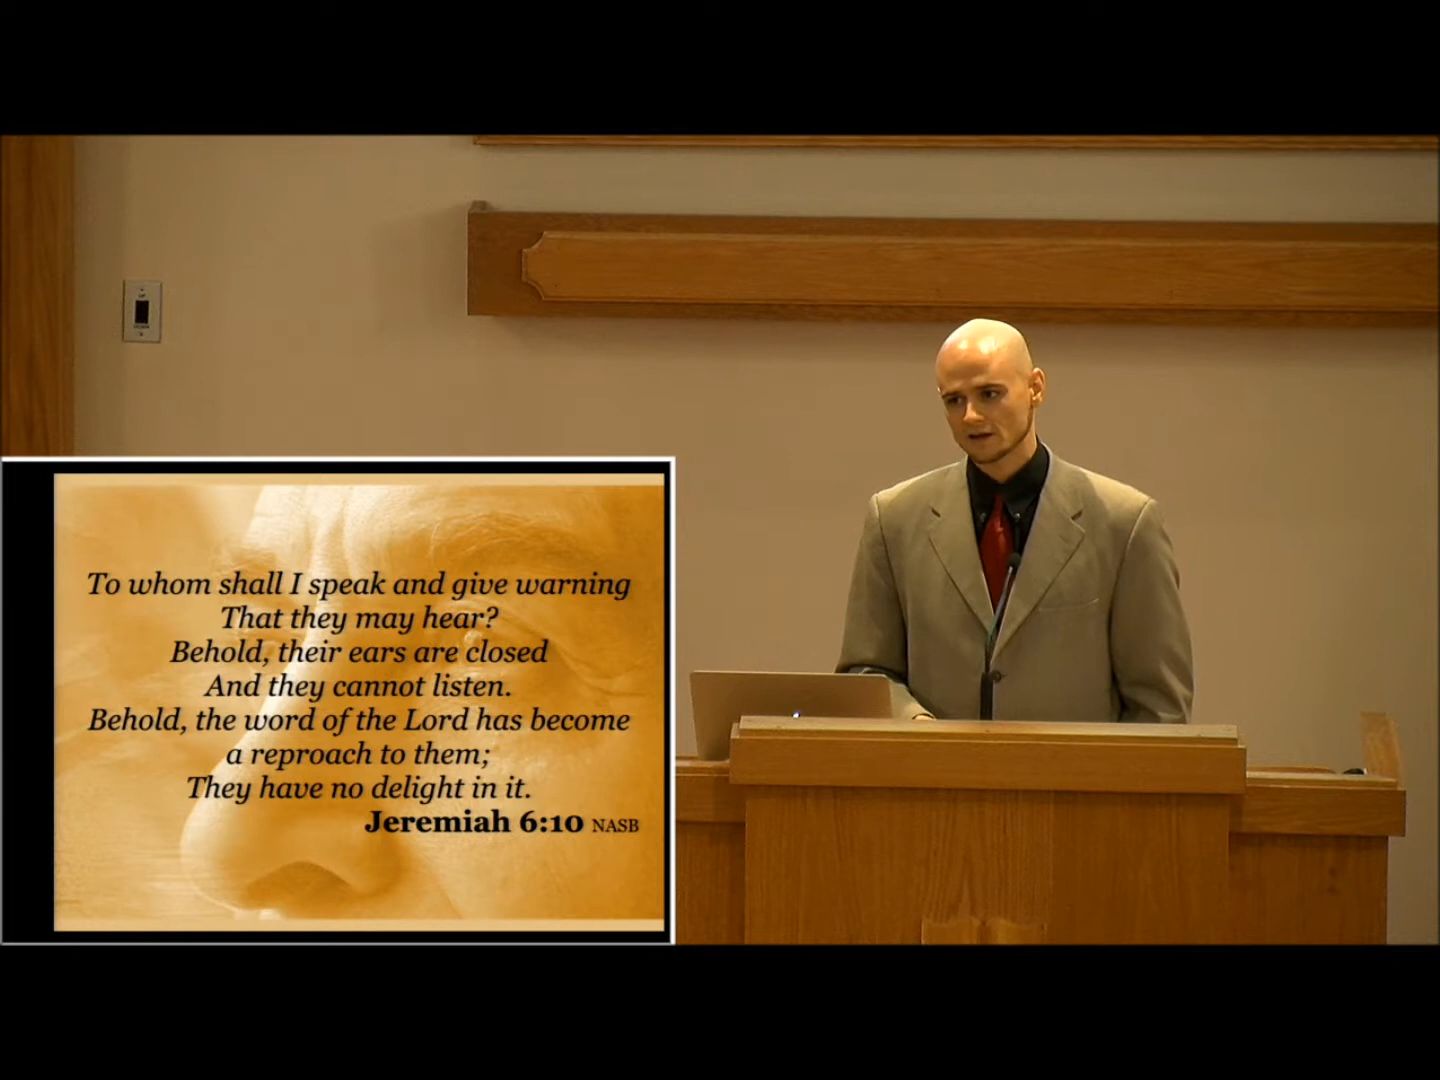 To whom shall I speak and give warning
That they may hear?
Behold, their ears are closed
And they cannot listen.
Behold, the word of the Lord has become
a reproach to them;
They have no delight in it.
Jeremiah 6:10 NASB